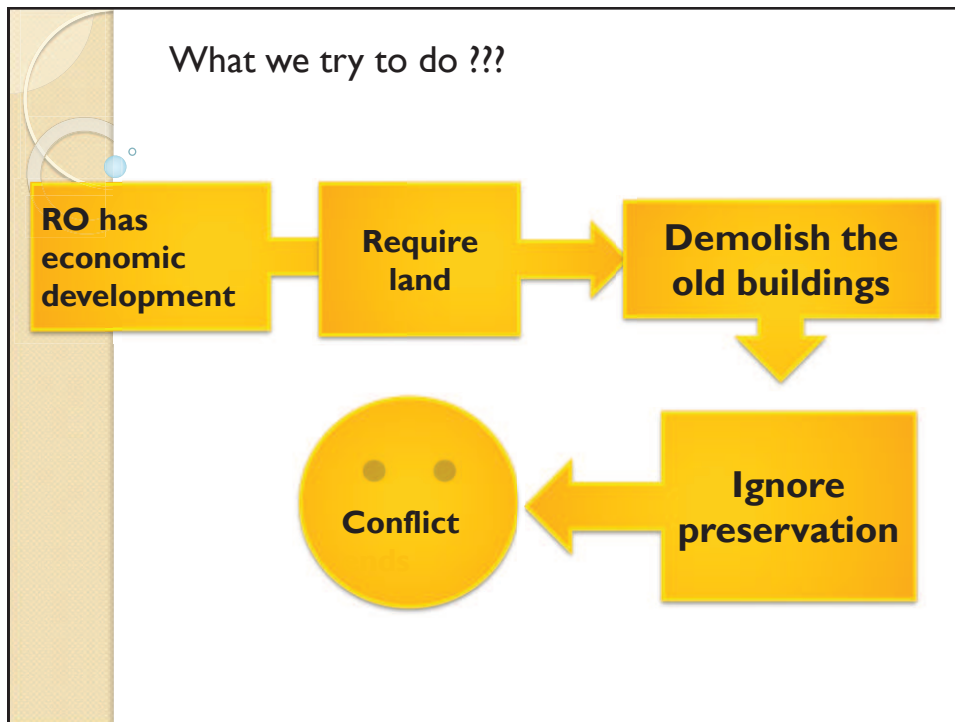 What we try to do ???
RO has
economic
development
Require
land
Demolish the
old buildings
Ignore
preservation
Conflict